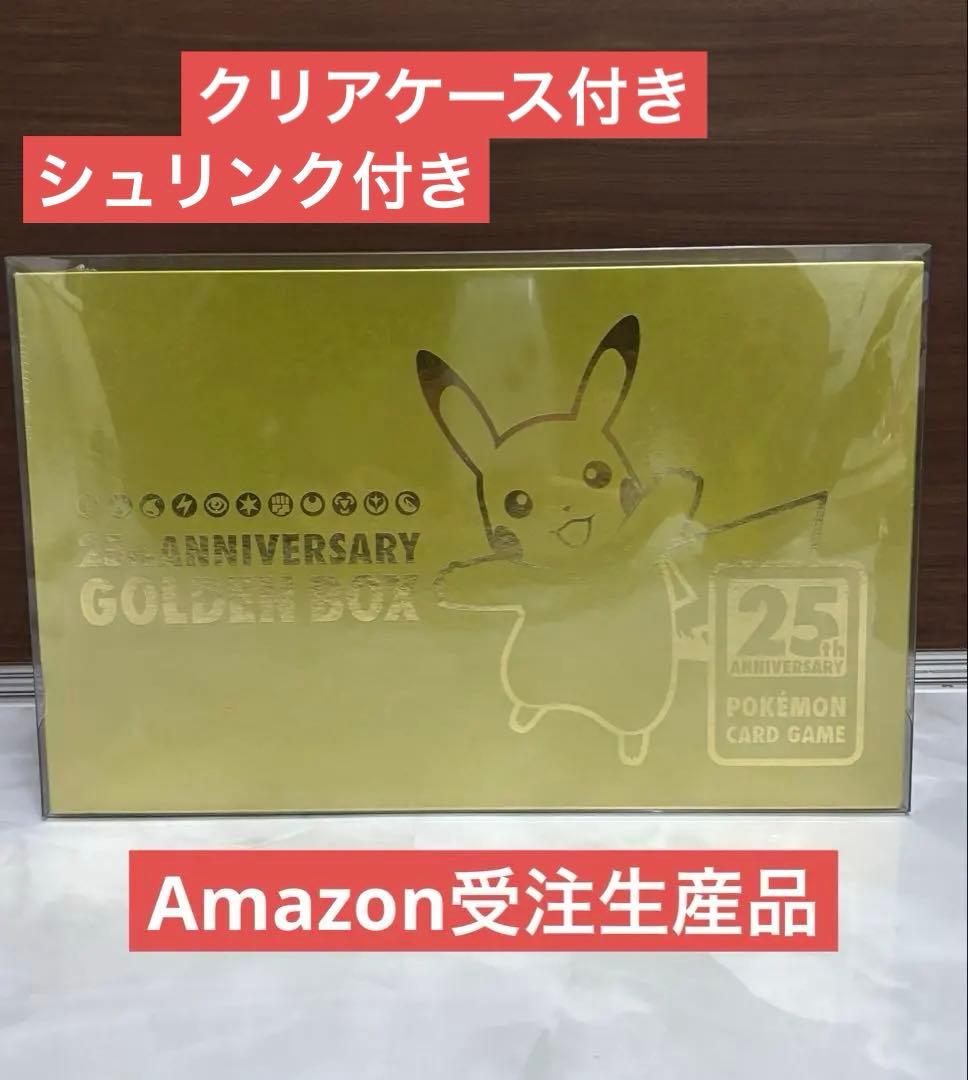 クリアケース付き
シュリンク付き
25th ANNIVERSARY
GOLDEN BOX
25th
ANNIVERSARY
POKÉMON
CARD GAME
Amazon受注生産品